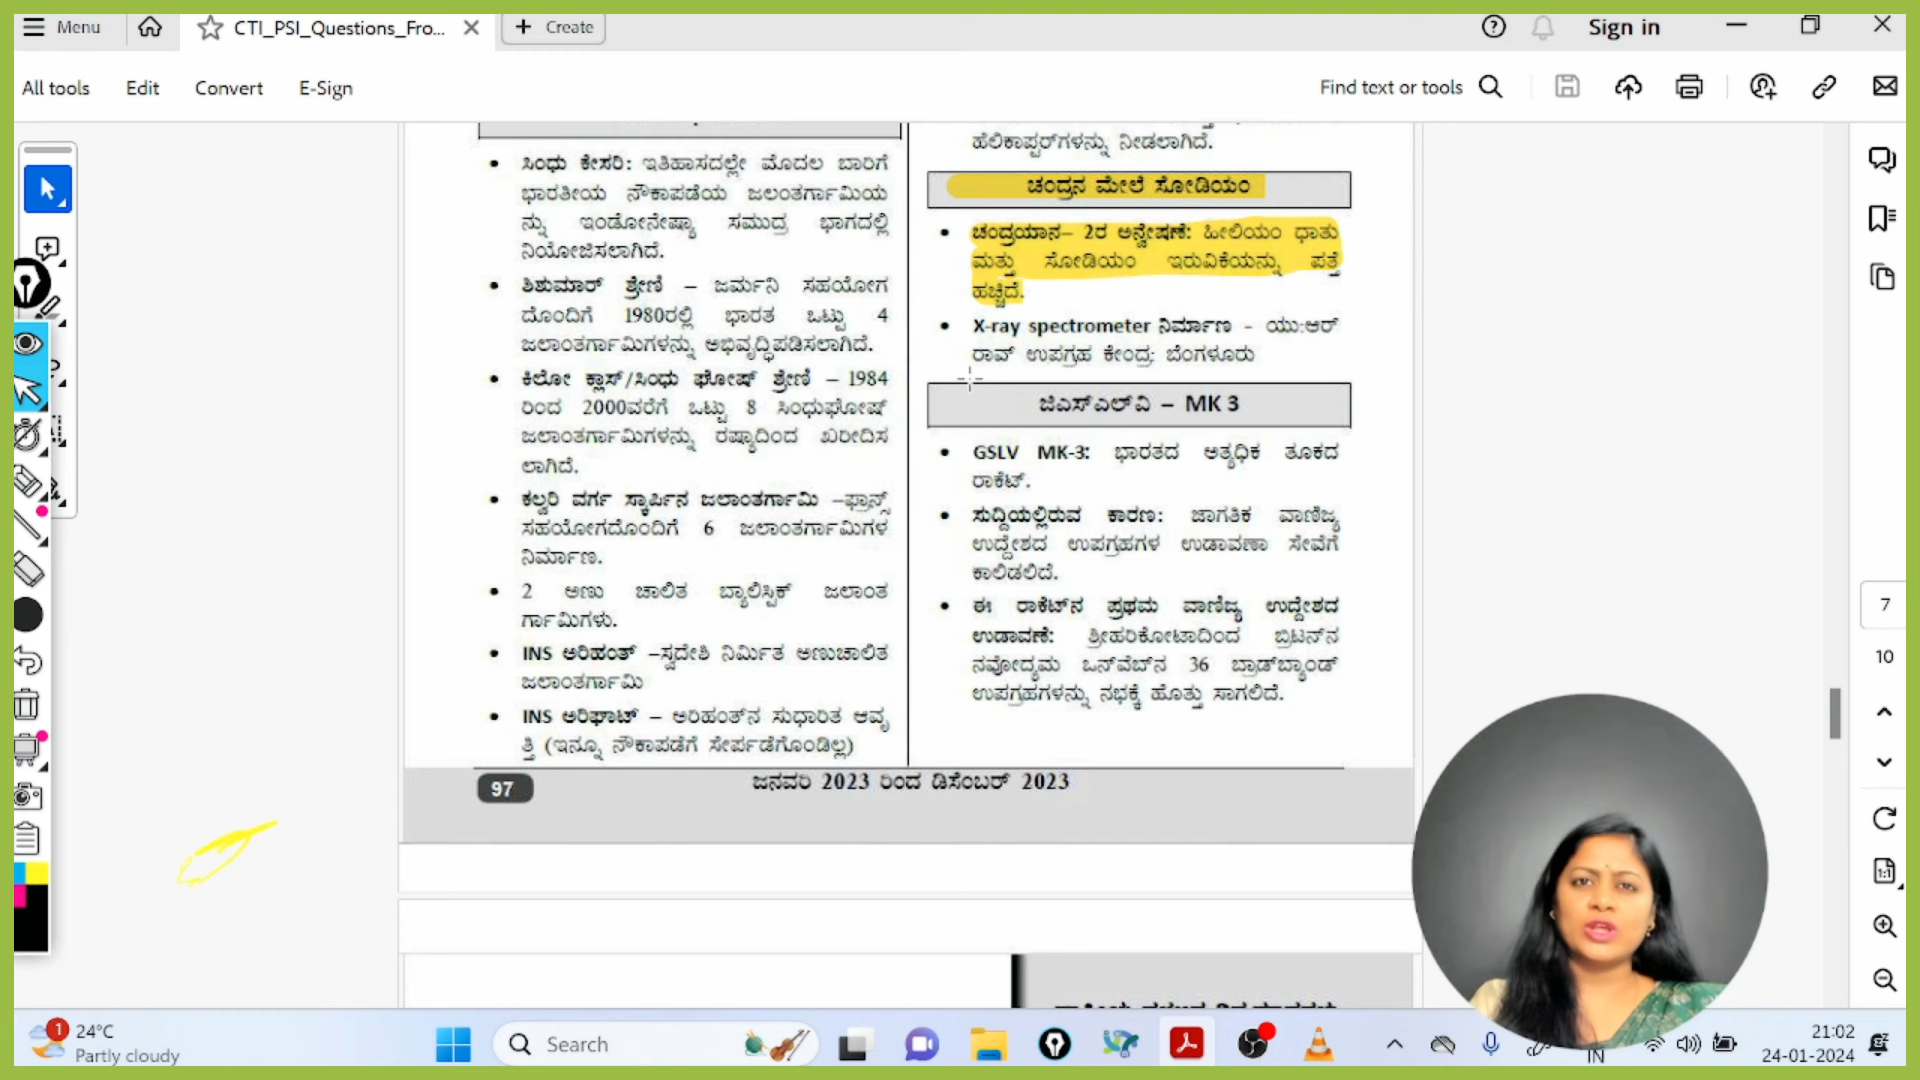 Menu
CTI_PSI_Questions_Fro...
Create
Sign in
All tools
Edit
Convert
E-Sign
Find text or tools
ಸಿಂಧು ಕೇಸರಿ: ಇತಿಹಾಸದಲ್ಲೇ ಮೊದಲ ಬಾರಿಗೆ
ಭಾರತೀಯ ನೌಕಾಪಡೆಯ ಜಲಂತರ್ಗಾಮಿಯ
ನ್ನು ಇಂಡೋನೇಷ್ಯಾ ಸಮುದ್ರ ಭಾಗದಲ್ಲಿ
ನಿಯೋಜಿಸಲಾಗಿದೆ.
ಶಿಶುಮಾರ್ ಶ್ರೇಣಿ – ಜರ್ಮನಿ ಸಹಯೋಗ
ದೊಂದಿಗೆ 1980ರಲ್ಲಿ ಭಾರತ ಒಟ್ಟು 4
ಜಲಾಂತರ್ಗಾಮಿಗಳನ್ನು ಅಭಿವೃದ್ಧಿಪಡಿಸಲಾಗಿದೆ.
ಕಿಲೋ ಕ್ಲಾಸ್/ಸಿಂಧು ಘೋಷ್ ಶ್ರೇಣಿ – 1984
ರಿಂದ 2000ವರೆಗೆ ಒಟ್ಟು 8 ಸಿಂಧುಘೋಷ್
ಜಲಾಂತರ್ಗಾಮಿಗಳನ್ನು ರಷ್ಯಾದಿಂದ ಖರೀದಿಸ
ಲಾಗಿದೆ.
ಕಲ್ವರಿ ವರ್ಗ ಸ್ಕಾರ್ಪಿನ ಜಲಾಂತರ್ಗಾಮಿ –ಫ್ರಾನ್ಸ್
ಸಹಯೋಗದೊಂದಿಗೆ 6 ಜಲಾಂತರ್ಗಾಮಿಗಳ
ನಿರ್ಮಾಣ.
2 ಅಣು ಚಾಲಿತ ಬ್ಯಾಲಿಸ್ಟಿಕ್ ಜಲಾಂತ
ರ್ಗಾಮಿಗಳು.
INS ಅರಿಹಂತ್ –ಸ್ವದೇಶಿ ನಿರ್ಮಿತ ಅಣುಚಾಲಿತ
ಜಲಾಂತರ್ಗಾಮಿ
INS ಅರಿಘಾಟ್ – ಅರಿಹಂತ್‌ನ ಸುಧಾರಿತ ಆವೃ
ತ್ತಿ (ಇನ್ನೂ ನೌಕಾಪಡೆಗೆ ಸೇರ್ಪಡೆಗೊಂಡಿಲ್ಲ)
ಹೆಲಿಕಾಪ್ಟರ್‌ಗಳನ್ನು ನೀಡಲಾಗಿದೆ.
ಚಂದ್ರನ ಮೇಲೆ ಸೋಡಿಯಂ
ಚಂದ್ರಯಾನ– 2ರ ಅನ್ವೇಷಣೆ: ಹೀಲಿಯಂ ಧಾತು
ಮತ್ತು ಸೋಡಿಯಂ ಇರುವಿಕೆಯನ್ನು ಪತ್ತೆ
ಹಚ್ಚಿದೆ.
X-ray spectrometer ನಿರ್ಮಾಣ - ಯು.ಆರ್
ರಾವ್ ಉಪಗ್ರಹ ಕೇಂದ್ರ; ಬೆಂಗಳೂರು
ಜಿಎಸ್ಎಲ್‌ವಿ – MK 3
GSLV MK-3: ಭಾರತದ ಅತ್ಯಧಿಕ ತೂಕದ
ರಾಕೆಟ್.
ಸುದ್ದಿಯಲ್ಲಿರುವ ಕಾರಣ: ಜಾಗತಿಕ ವಾಣಿಜ್ಯ
ಉದ್ದೇಶದ ಉಪಗ್ರಹಗಳ ಉಡಾವಣಾ ಸೇವೆಗೆ
ಕಾಲಿಡಲಿದೆ.
ಈ ರಾಕೆಟ್‌ನ ಪ್ರಥಮ ವಾಣಿಜ್ಯ ಉದ್ದೇಶದ
ಉಡಾವಣೆ: ಶ್ರೀಹರಿಕೋಟಾದಿಂದ ಬ್ರಿಟನ್‌ನ
ನವೋದ್ಯಮ ಒನ್‌ವೆಬ್‌ನ 36 ಬ್ರಾಡ್‌ಬ್ಯಾಂಡ್
ಉಪಗ್ರಹಗಳನ್ನು ನಭಕ್ಕೆ ಹೊತ್ತು ಸಾಗಲಿದೆ.
97
ಜನವರಿ 2023 ರಿಂದ ಡಿಸೆಂಬರ್ 2023
7
10
1:1
1
24°C
Partly cloudy
Search
IN
21:02
24-01-2024